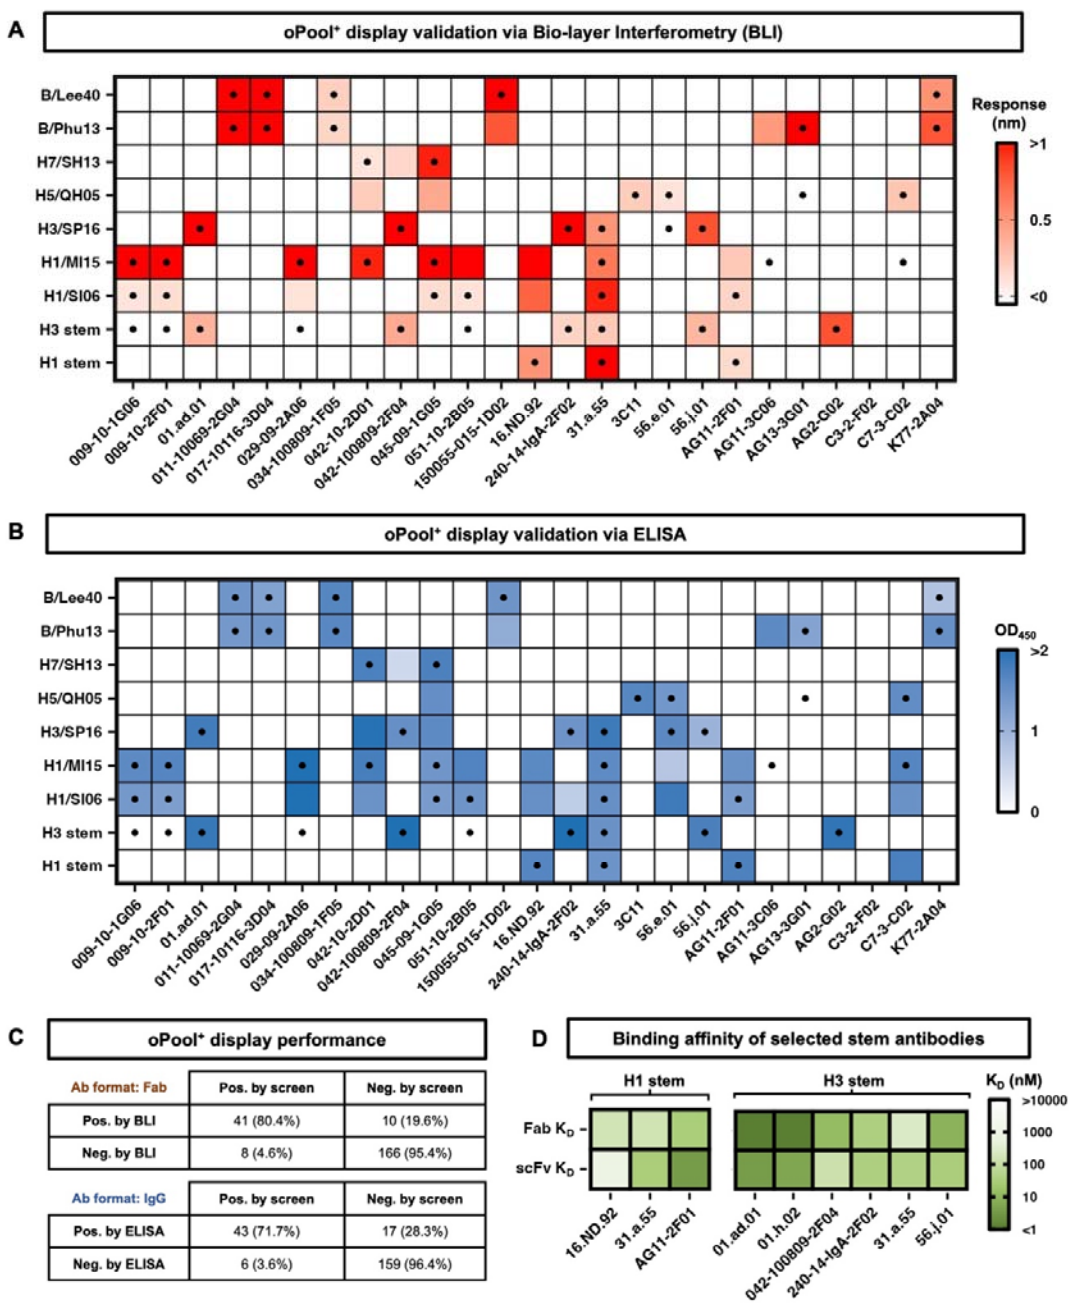 A
oPool+ display validation via Bio-layer Interferometry (BLI)
B/Lee40
B/Phu13
H7/SH13
H5/QH05
H3/SP16
H1/MI15
H1/SI06
H3 stem
H1 stem
Response
(nm)
>1
0.5
<0
009-10-1G06
009-10-2F01
01.ad.01
011-10069-2G04
017-10116-3D04
029-09-2A06
034-100809-1F05
042-10-2D01
042-100809-2F04
045-09-1G05
051-10-2B05
150055-015-1D02
16.ND.92
240-14-IgA-2F02
31.a.55
3C11
56.e.01
56.j.01
AG11-2F01
AG11-3C06
AG13-3G01
AG2-G02
C3-2-F02
C7-3-C02
K77-2A04
B
oPool+ display validation via ELISA
B/Lee40
B/Phu13
H7/SH13
H5/QH05
H3/SP16
H1/MI15
H1/SI06
H3 stem
H1 stem
OD450
>2
1
0
009-10-1G06
009-10-2F01
01.ad.01
011-10069-2G04
017-10116-3D04
029-09-2A06
034-100809-1F05
042-10-2D01
042-100809-2F04
045-09-1G05
051-10-2B05
150055-015-1D02
16.ND.92
240-14-IgA-2F02
31.a.55
3C11
56.e.01
56.j.01
AG11-2F01
AG11-3C06
AG13-3G01
AG2-G02
C3-2-F02
C7-3-C02
K77-2A04
C
oPool+ display performance
Ab format: Fab Pos. by screen Neg. by screen
Pos. by BLI 41 (80.4%) 10 (19.6%)
Neg. by BLI 8 (4.6%) 166 (95.4%)
Ab format: IgG Pos. by screen Neg. by screen
Pos. by ELISA 43 (71.7%) 17 (28.3%)
Neg. by ELISA 6 (3.6%) 159 (96.4%)
D
Binding affinity of selected stem antibodies
H1 stem H3 stem
Fab KD
scFv KD
KD (nM)
>10000
1000
100
10
<1
16.ND.92
31.a.55
AG11-2F01
01.ad.01
01.h.02
042-100809-2F04
240-14-IgA-2F02
31.a.55
56.j.01